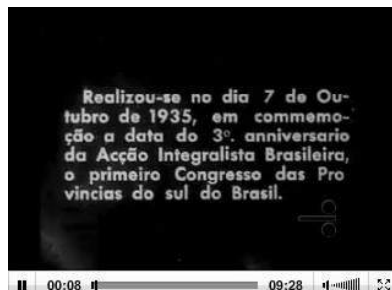 Realizou-se no dia 7 de Ou-
tubro de 1935, em commemo-
ção a data do 3º. anniversario
da Acção Integralista Brasileira,
o primeiro Congresso das Pro
vincias do sul do Brasil.
00:08 09:28